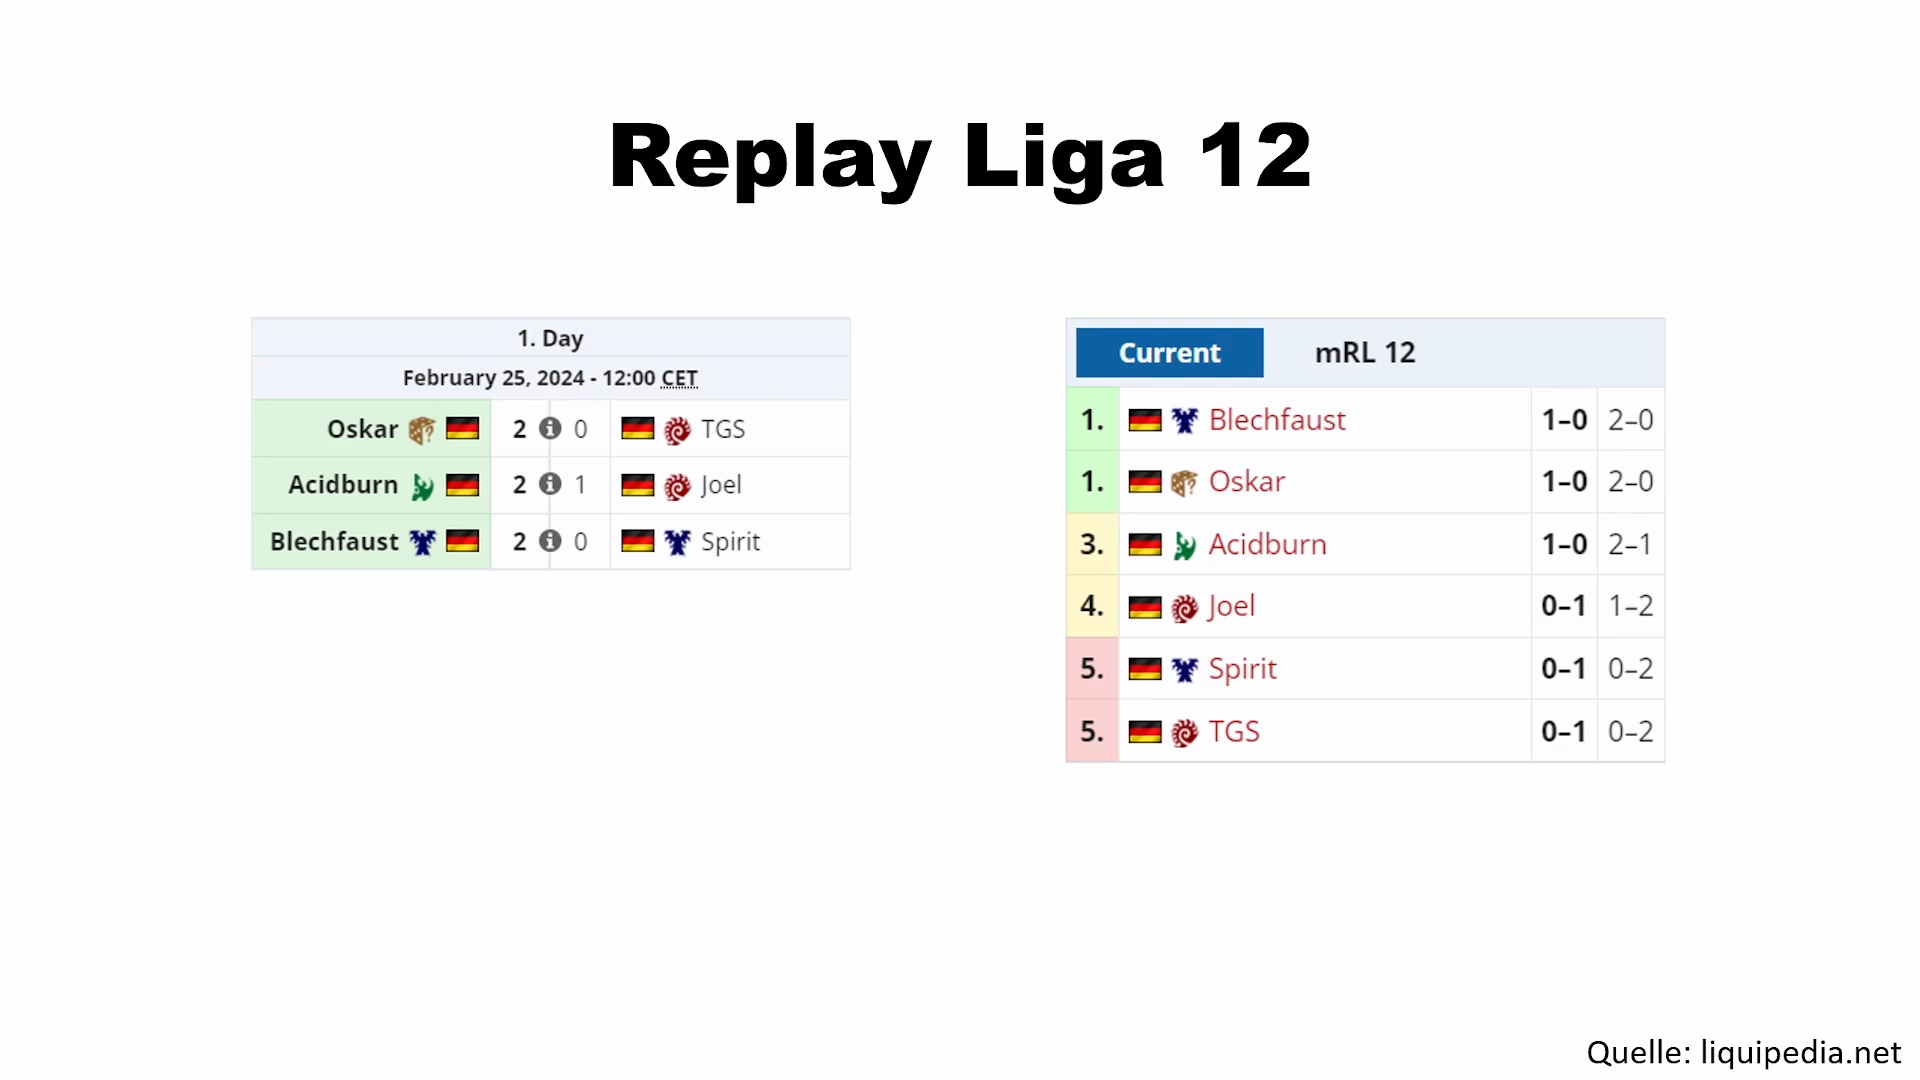 Replay Liga 12
1. Day
February 25, 2024 - 12:00 CET
Oskar 2 0 TGS
Acidburn 2 1 Joel
Blechfaust 2 0 Spirit
Current mRL 12
1. Blechfaust 1–0 2–0
1. Oskar 1–0 2–0
3. Acidburn 1–0 2–1
4. Joel 0–1 1–2
5. Spirit 0–1 0–2
5. TGS 0–1 0–2
Quelle: liquipedia.net